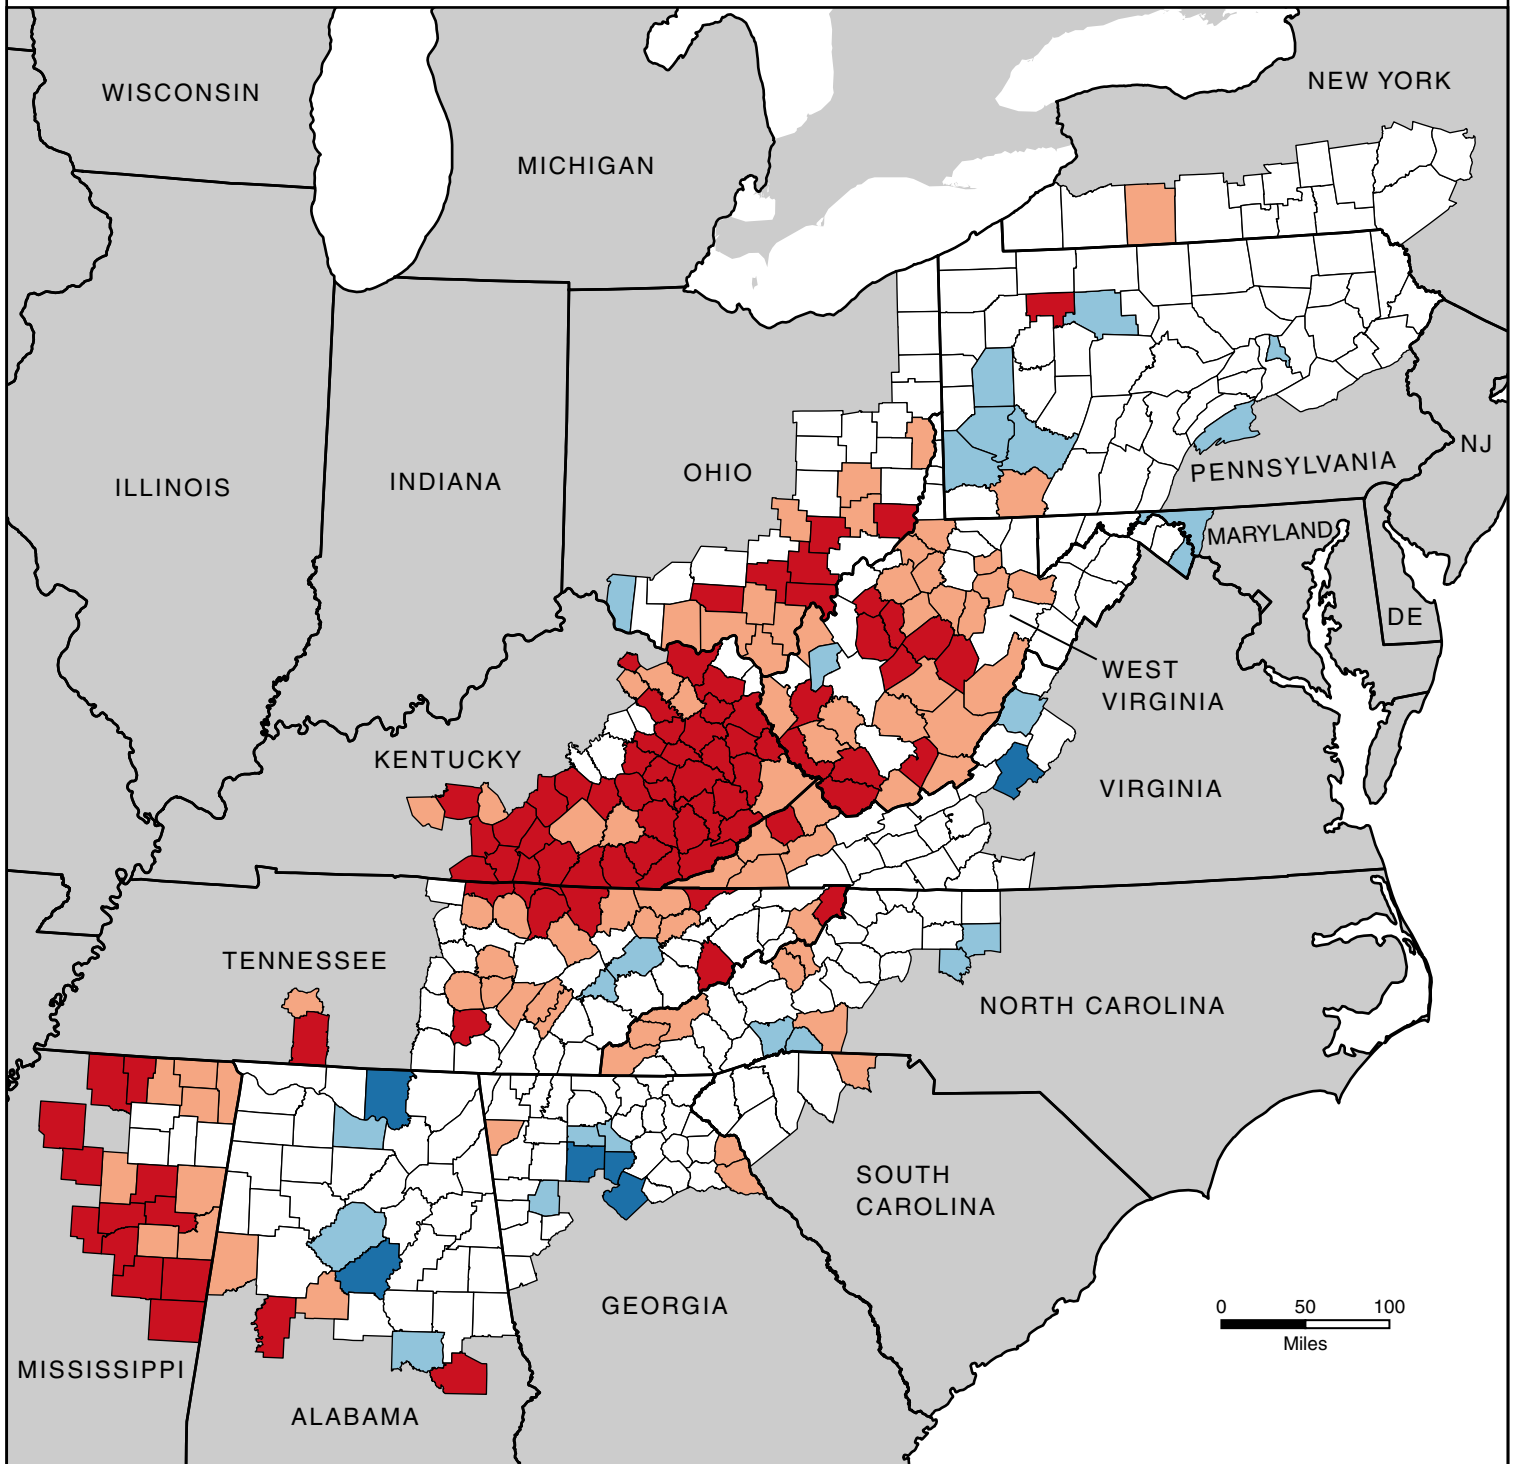 WISCONSIN
NEW YORK
MICHIGAN
ILLINOIS
INDIANA
OHIO
NJ
PENNSYLVANIA
MARYLAND
DE
WEST
VIRGINIA
KENTUCKY
VIRGINIA
TENNESSEE
NORTH CAROLINA
SOUTH
CAROLINA
GEORGIA
0 50 100
Miles
MISSISSIPPI
ALABAMA